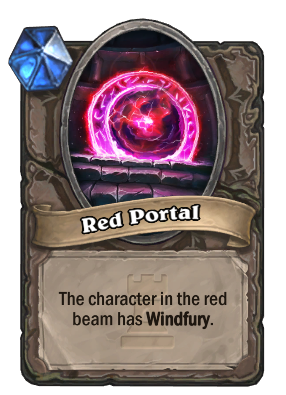 Red Portal
The character in the red
beam has Windfury.